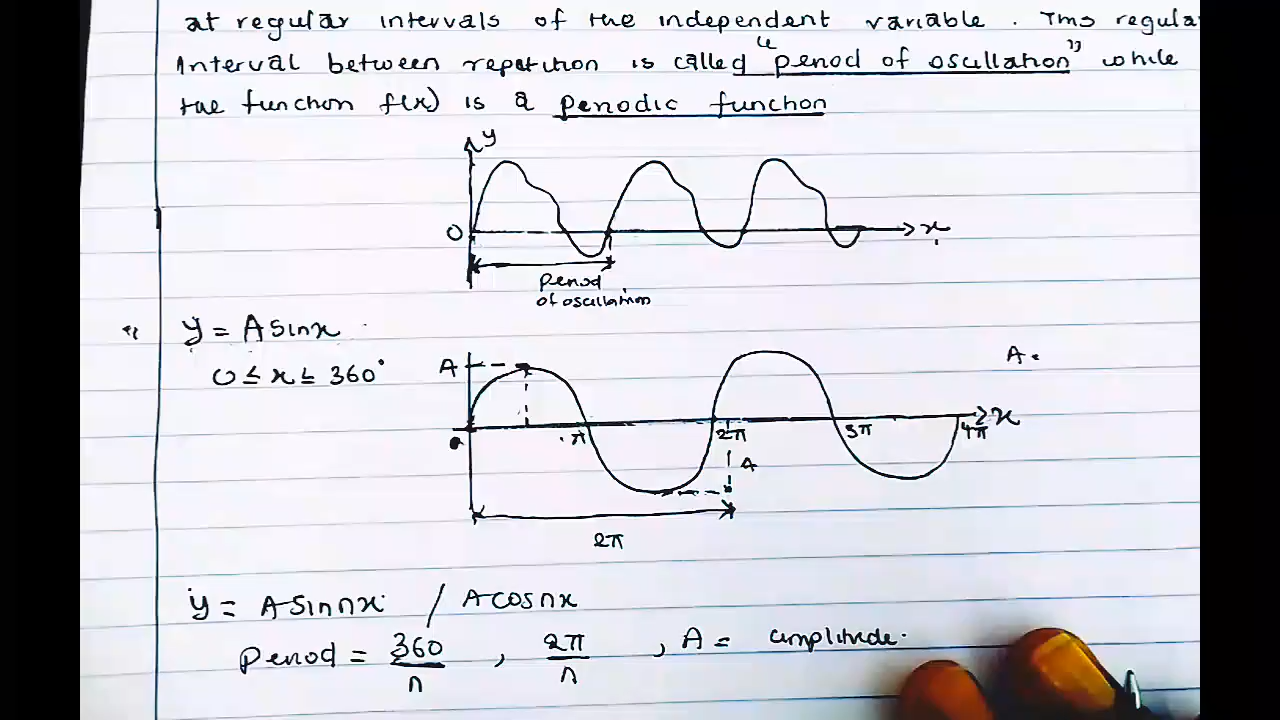 at regular intervals of the independent variable. This regular
interval between repetition is called "period of oscillation" while
the function f(x) is a periodic function
y
O
x
period
of oscillation
y = A sin x
0 ≤ x ≤ 360°
A
A
π
2π
3π
4π
x
A
2π
y = A sin nx / A cos nx
period = 360/n , 2π/n , A = amplitude.